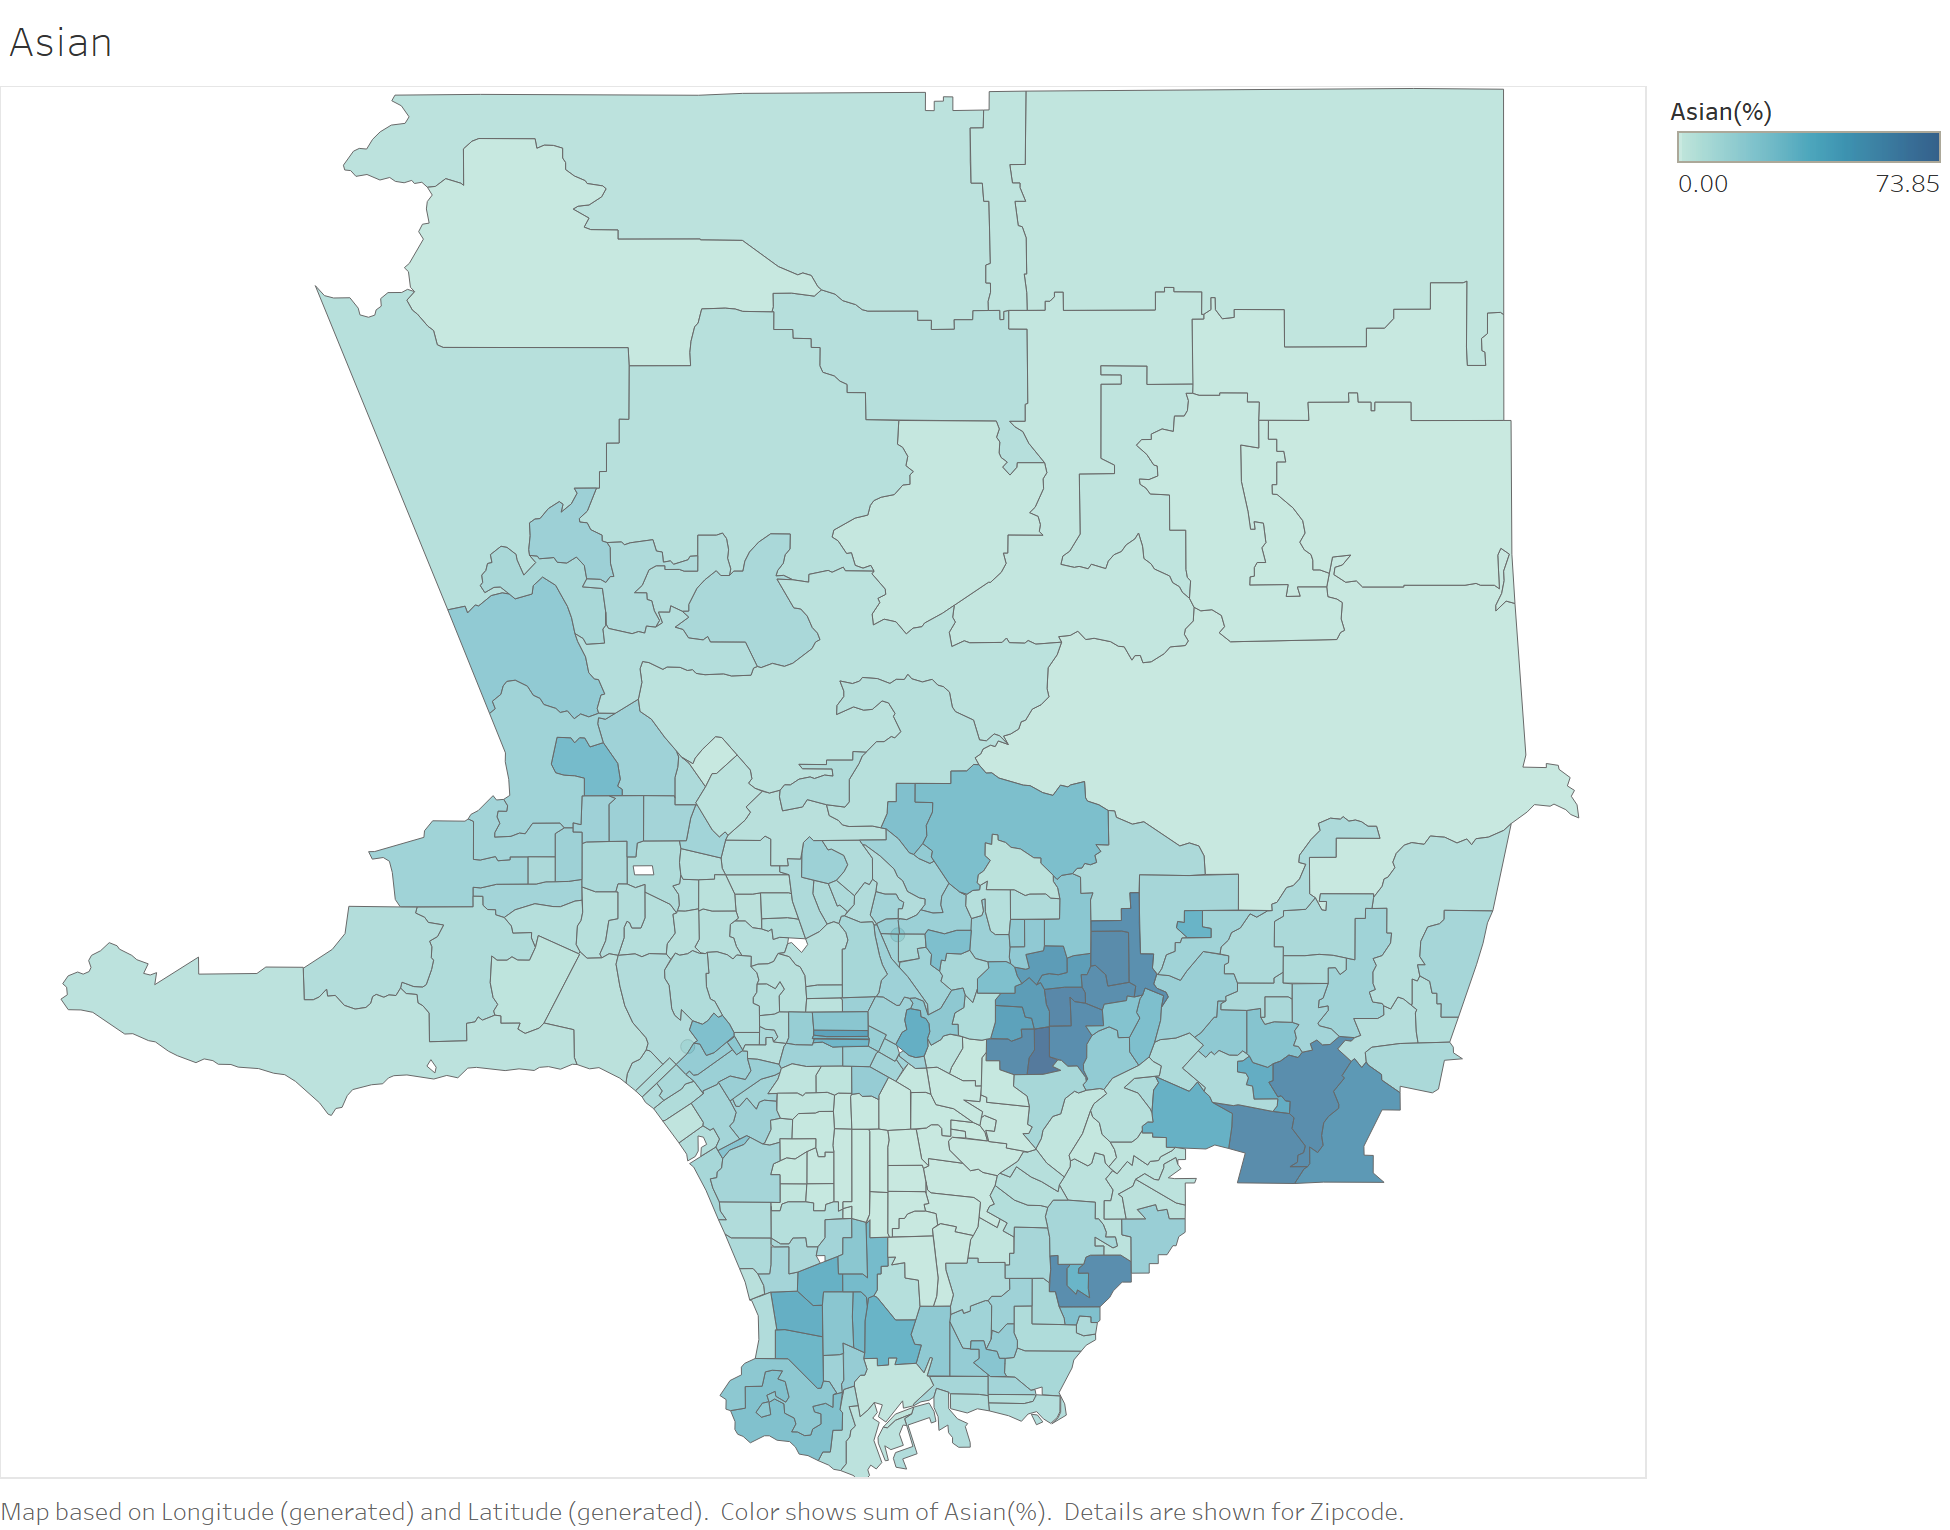 Asian
Asian(%)
0.00 73.85
Map based on Longitude (generated) and Latitude (generated).  Color shows sum of Asian(%).  Details are shown for Zipcode.